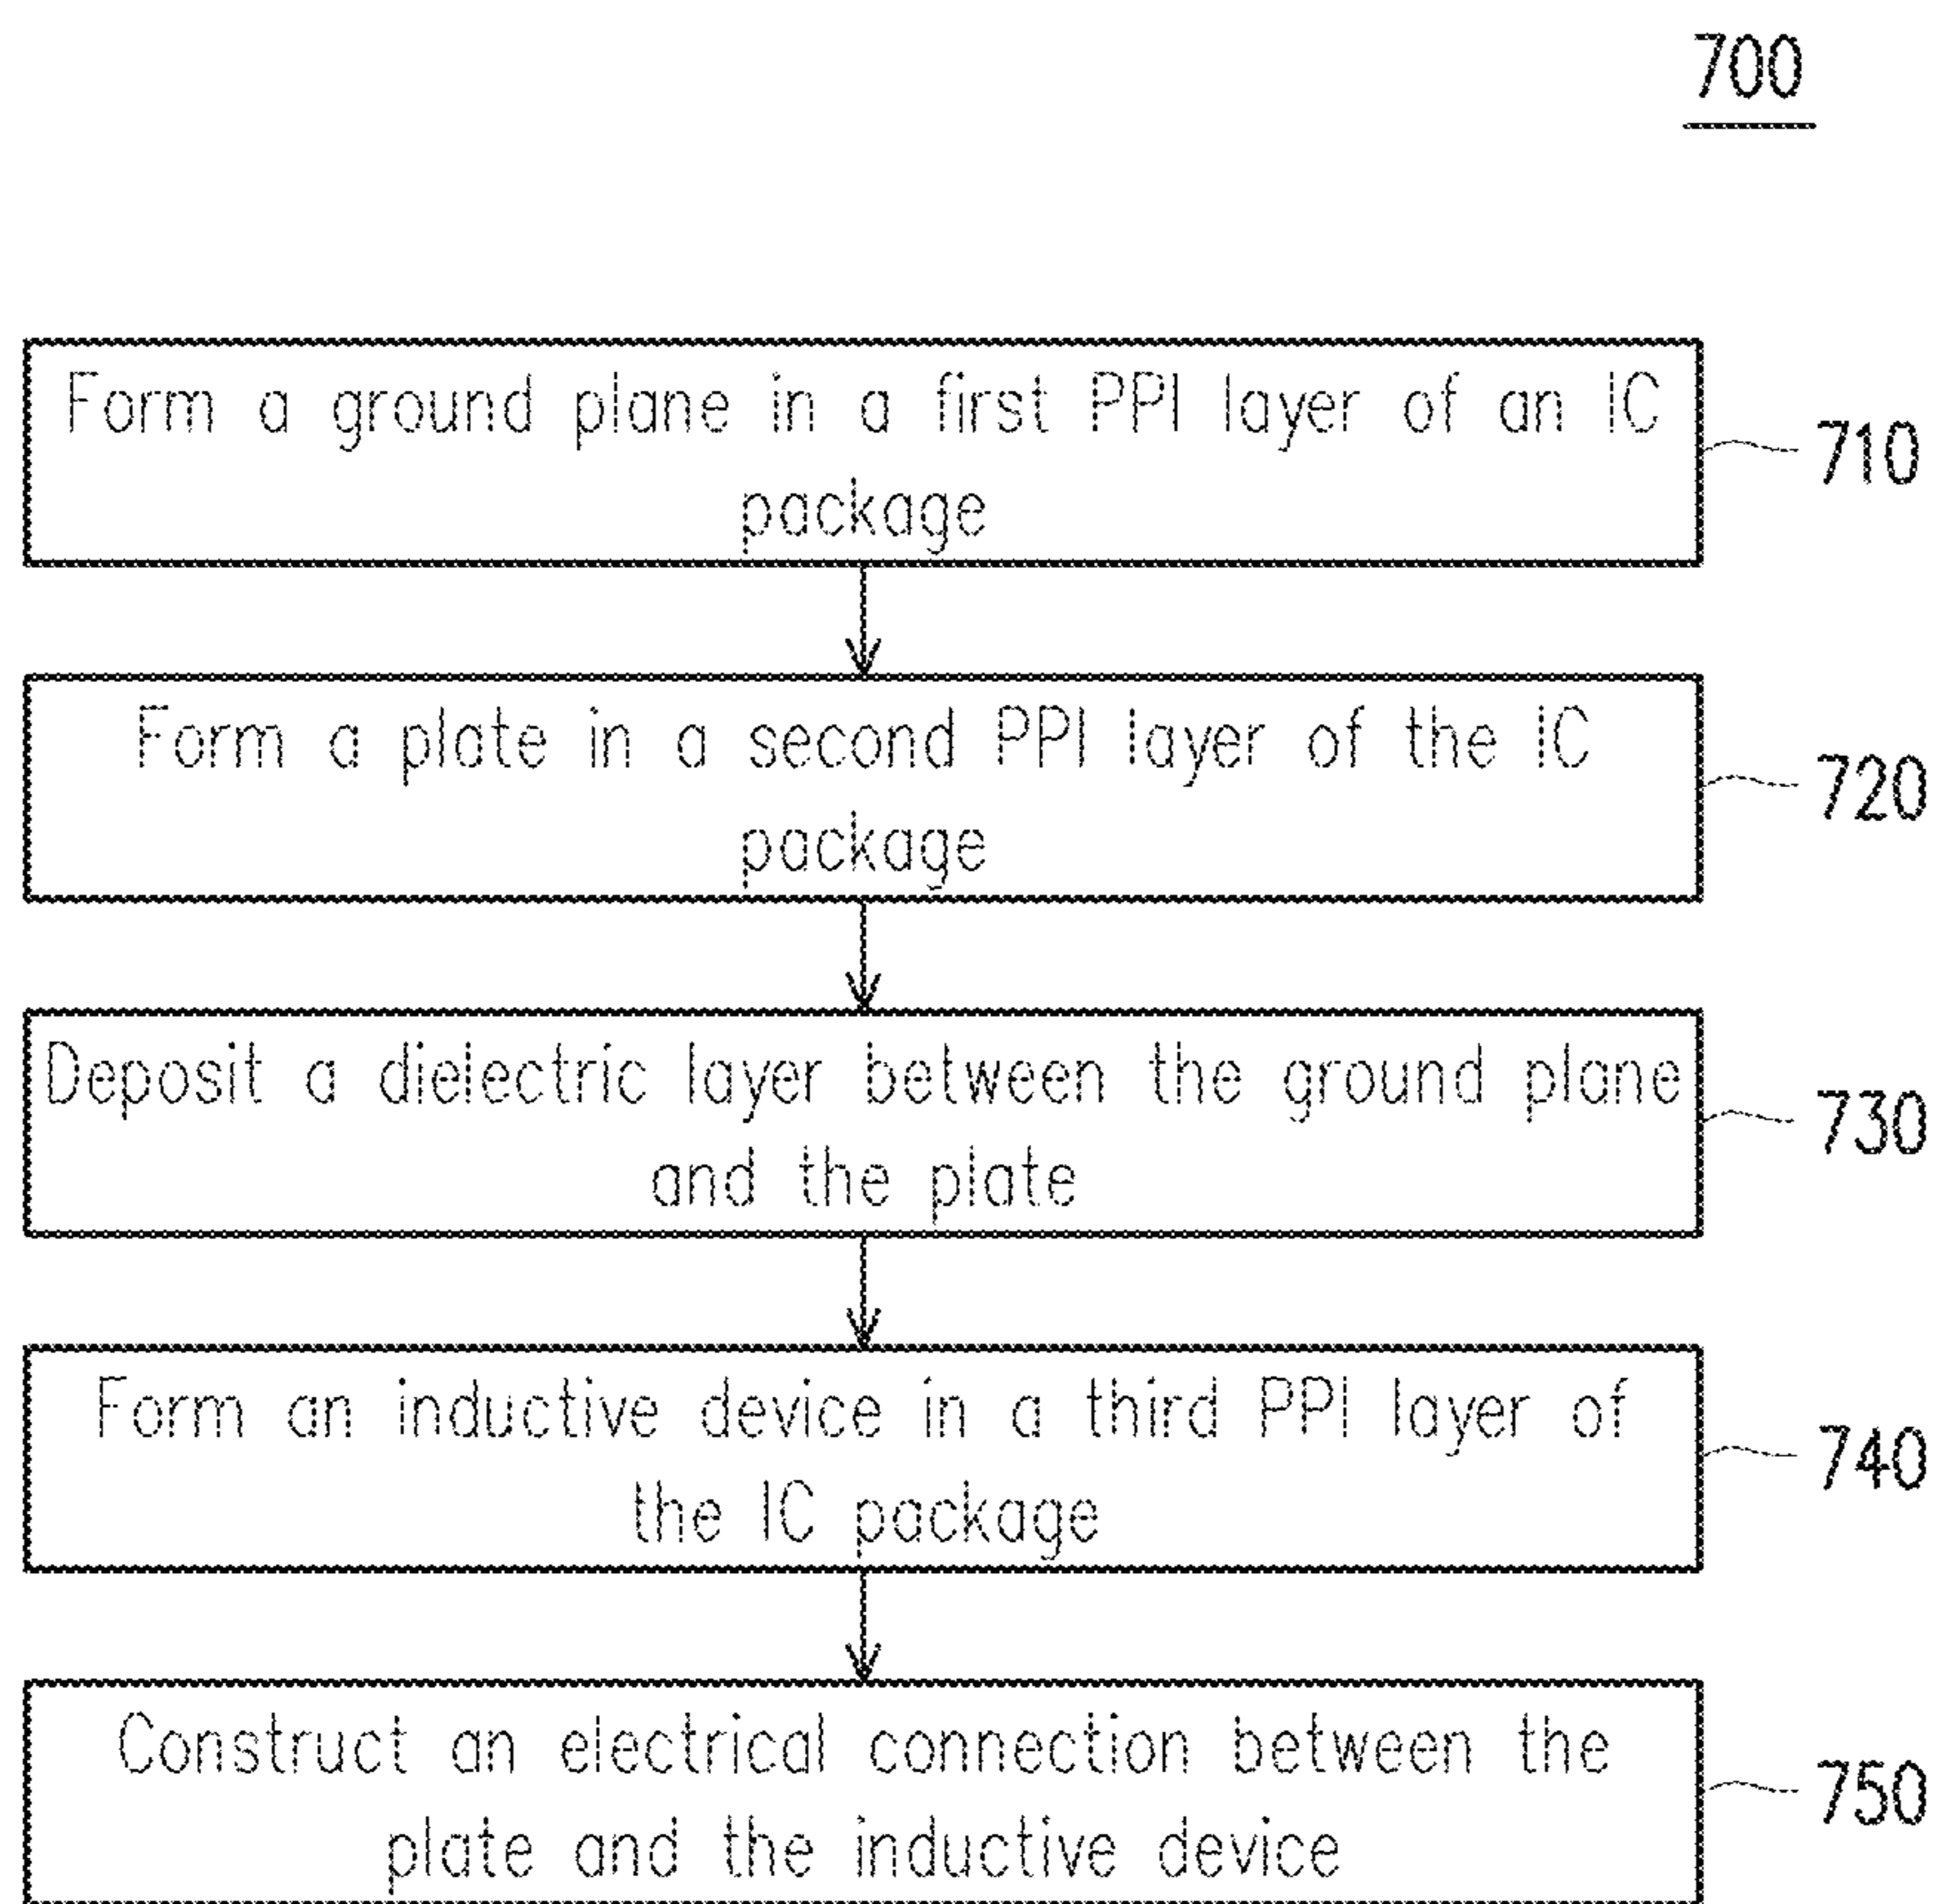 700
Form a ground plane in a first PPI layer of an IC
package
710
Form a plate in a second PPI layer of the IC
package
720
Deposit a dielectric layer between the ground plane
and the plate
730
Form an inductive device in a third PPI layer of
the IC package
740
Construct an electrical connection between the
plate and the inductive device
750